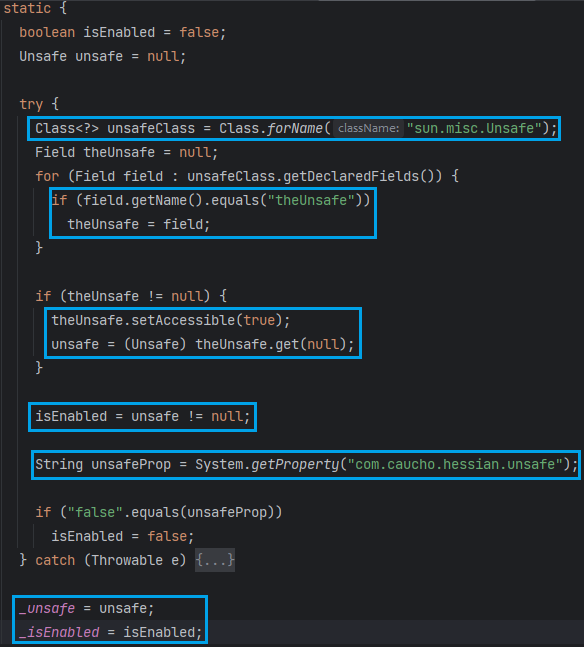 static {
boolean isEnabled = false;
Unsafe unsafe = null;
try {
Class<?> unsafeClass = Class.forName( className: "sun.misc.Unsafe");
Field theUnsafe = null;
for (Field field : unsafeClass.getDeclaredFields()) {
if (field.getName().equals("theUnsafe"))
theUnsafe = field;
}
if (theUnsafe != null) {
theUnsafe.setAccessible(true);
unsafe = (Unsafe) theUnsafe.get(null);
}
isEnabled = unsafe != null;
String unsafeProp = System.getProperty("com.caucho.hessian.unsafe");
if ("false".equals(unsafeProp))
isEnabled = false;
} catch (Throwable e) {...}
_unsafe = unsafe;
_isEnabled = isEnabled;